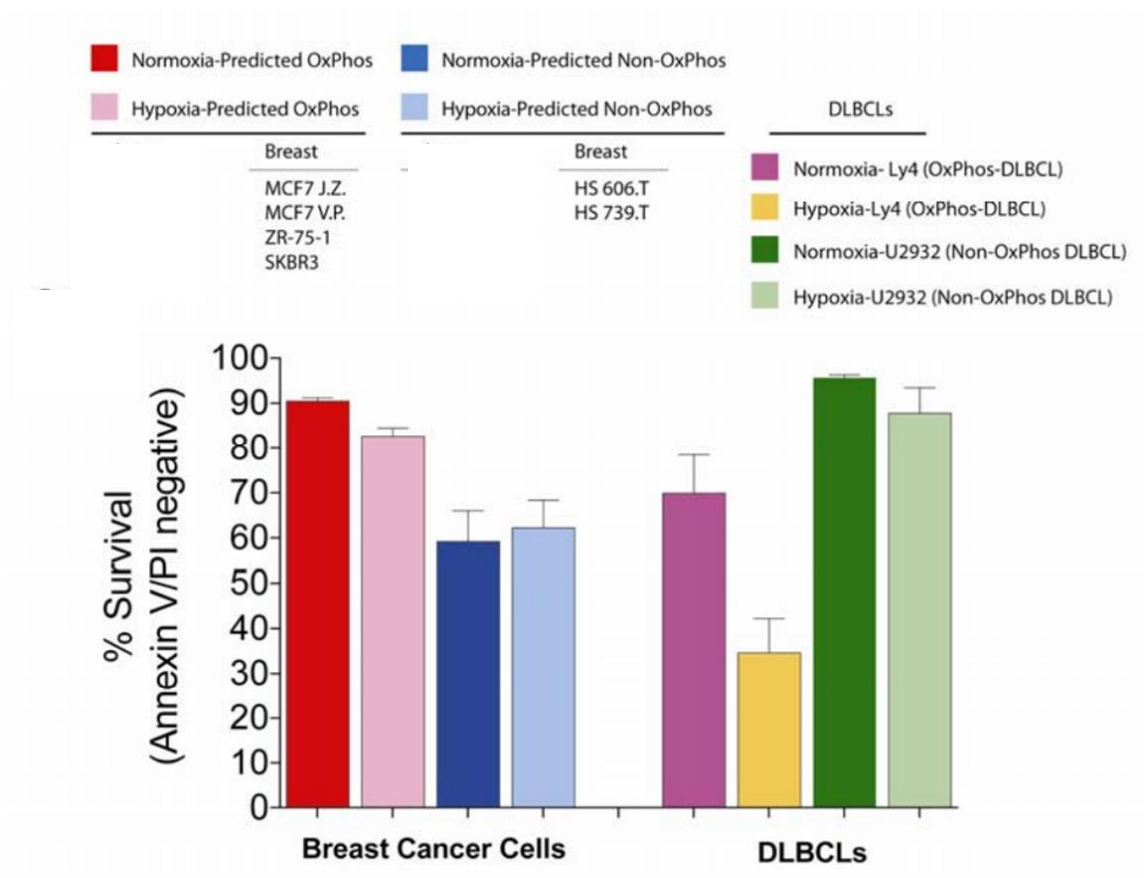 Normoxia-Predicted OxPhos
Normoxia-Predicted Non-OxPhos
Hypoxia-Predicted OxPhos
Hypoxia-Predicted Non-OxPhos
DLBCLs
Breast
MCF7 J.Z.
MCF7 V.P.
ZR-75-1
SKBR3
Breast
HS 606.T
HS 739.T
Normoxia- Ly4 (OxPhos-DLBCL)
Hypoxia-Ly4 (OxPhos-DLBCL)
Normoxia-U2932 (Non-OxPhos DLBCL)
Hypoxia-U2932 (Non-OxPhos DLBCL)
% Survival
(Annexin V/PI negative)
100
90
80
70
60
50
40
30
20
10
0
Breast Cancer Cells
DLBCLs